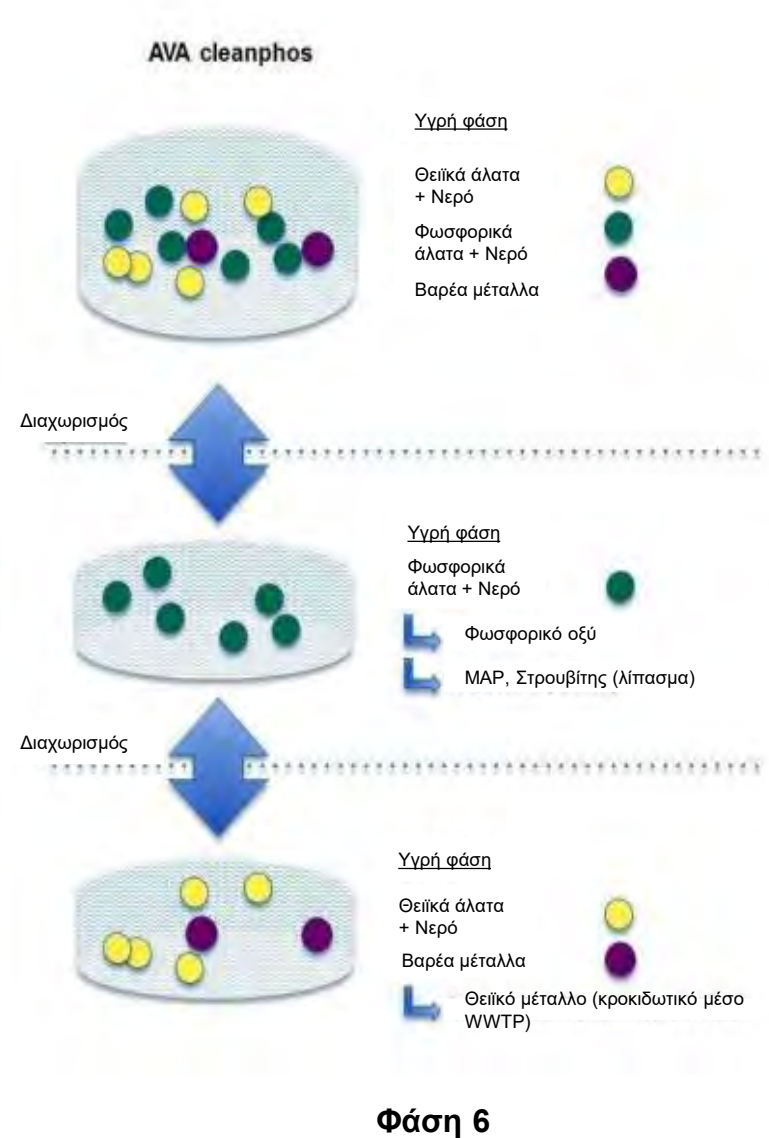 AVA cleanphos
Υγρή φάση
Θειϊκά άλατα
+ Νερό
Φωσφορικά
άλατα + Νερό
Βαρέα μέταλλα
Διαχωρισμός
Υγρή φάση
Φωσφορικά
άλατα + Νερό
Φωσφορικό οξύ
MAP, Στρουβίτης (λίπασμα)
Διαχωρισμός
Υγρή φάση
Θειϊκά άλατα
+ Νερό
Βαρέα μέταλλα
Θειϊκό μέταλλο (κροκιδωτικό μέσο
WWTP)
Φάση 6